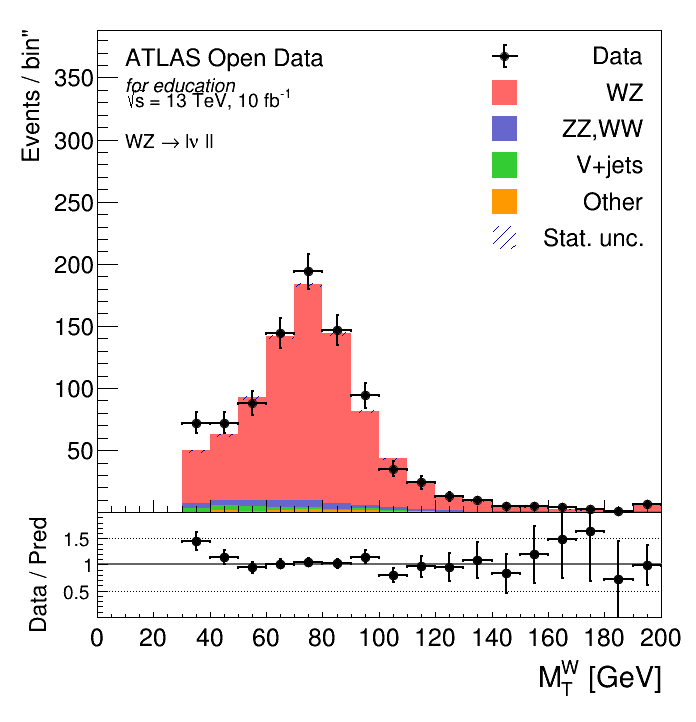 Events / bin"
350
300
250
200
150
100
50
ATLAS Open Data
for education
√s = 13 TeV, 10 fb-1
WZ → lν ll
Data
WZ
ZZ,WW
V+jets
Other
Stat. unc.
Data / Pred
1.5
1
0.5
0 20 40 60 80 100 120 140 160 180 200
M_T^W [GeV]